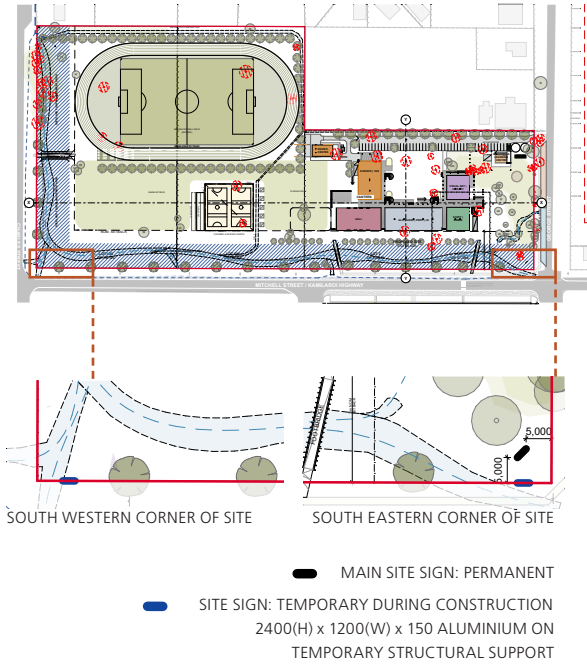 MITCHELL STREET / KAMILAROI HIGHWAY
FOOTBRIDGE
5,000
5,000
SOUTH WESTERN CORNER OF SITE
SOUTH EASTERN CORNER OF SITE
MAIN SITE SIGN: PERMANENT
SITE SIGN: TEMPORARY DURING CONSTRUCTION
2400(H) x 1200(W) x 150 ALUMINIUM ON
TEMPORARY STRUCTURAL SUPPORT